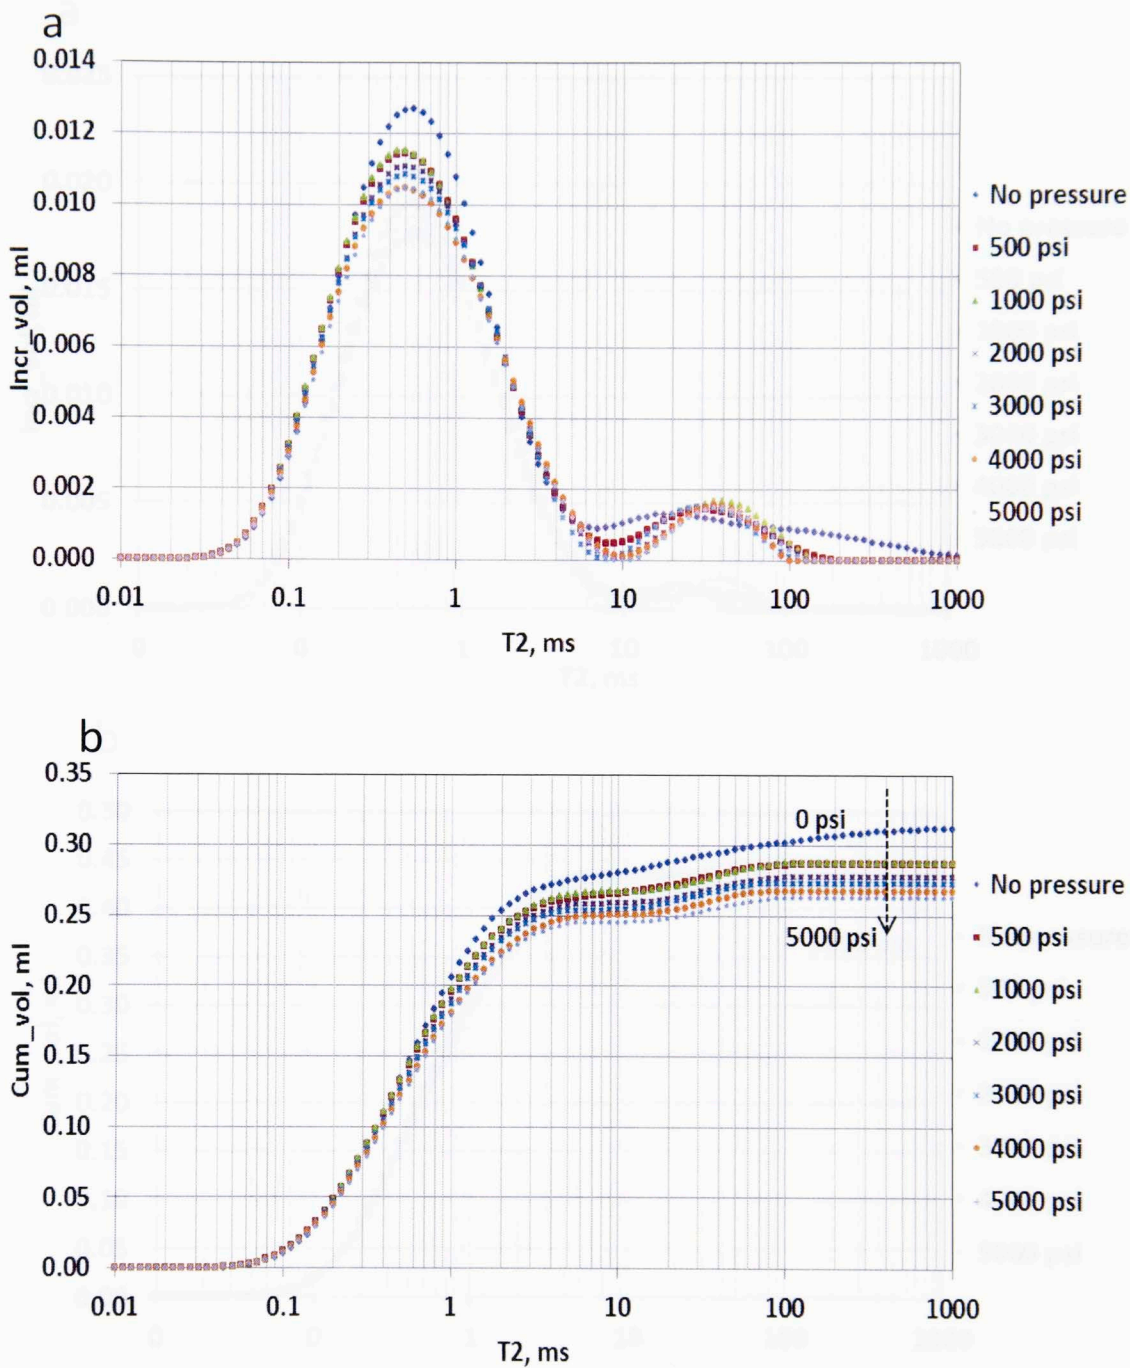 a
0.014
0.012
0.010
0.008
0.006
0.004
0.002
0.000
Incr_vol, ml
0.01 0.1 1 10 100 1000
T2, ms
No pressure
500 psi
1000 psi
2000 psi
3000 psi
4000 psi
5000 psi
b
0.35
0.30
0.25
0.20
0.15
0.10
0.05
0.00
Cum_vol, ml
0 psi
5000 psi
0.01 0.1 1 10 100 1000
T2, ms
No pressure
500 psi
1000 psi
2000 psi
3000 psi
4000 psi
5000 psi